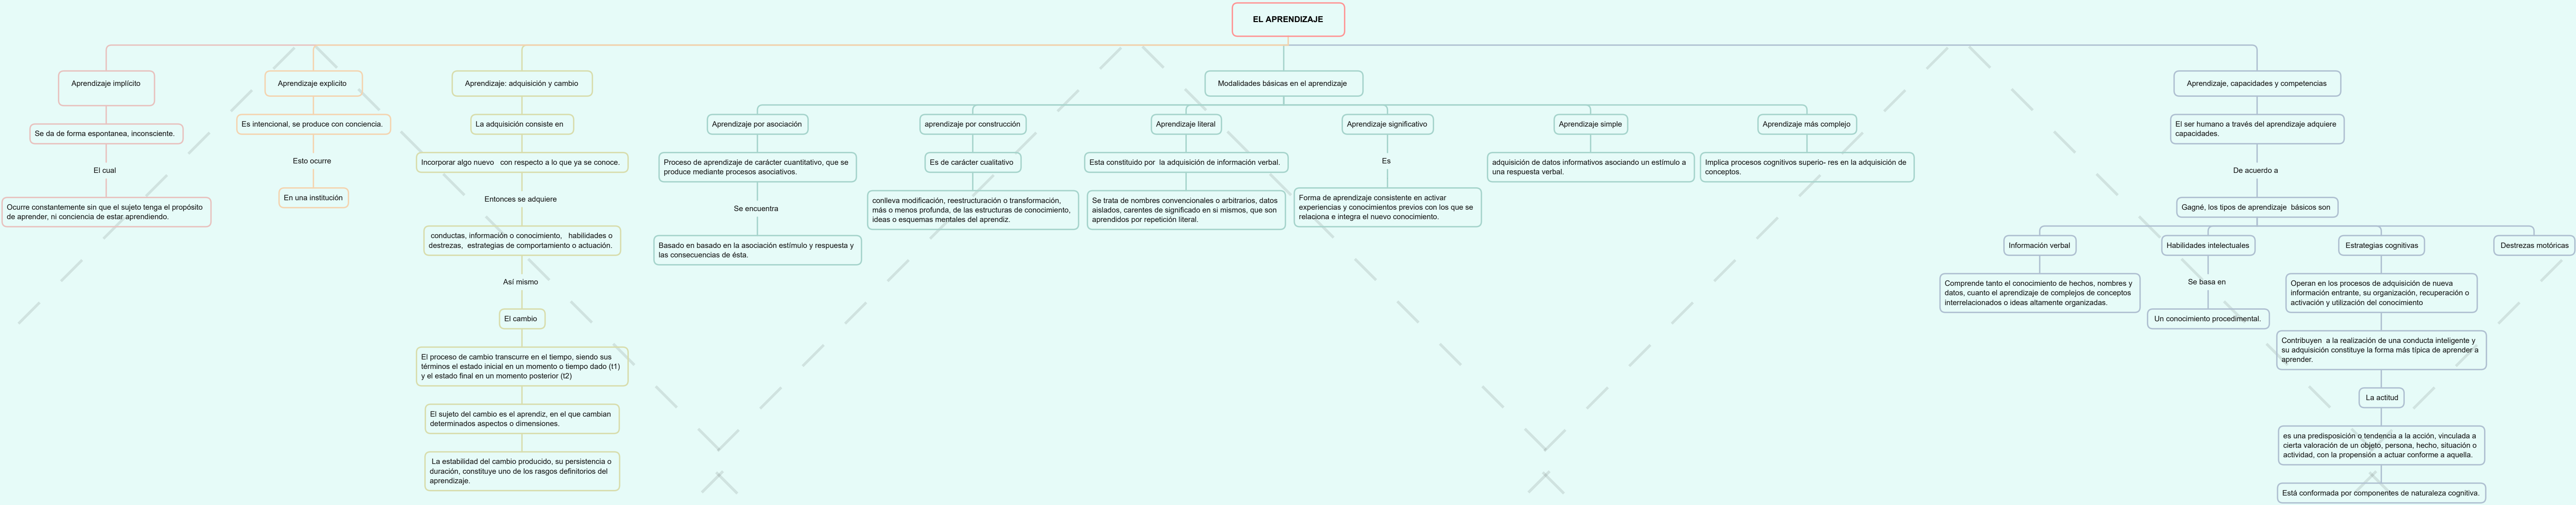 EL APRENDIZAJE
Aprendizaje implícito
Se da de forma espontanea, inconsciente.
El cual
Ocurre constantemente sin que el sujeto tenga el propósito
de aprender, ni conciencia de estar aprendiendo.
Aprendizaje explicito
Es intencional, se produce con conciencia.
Esto ocurre
En una institución
Aprendizaje: adquisición y cambio
La adquisición consiste en
Incorporar algo nuevo con respecto a lo que ya se conoce.
Entonces se adquiere
conductas, información o conocimiento, habilidades o
destrezas, estrategias de comportamiento o actuación.
Así mismo
El cambio
El proceso de cambio transcurre en el tiempo, siendo sus
términos el estado inicial en un momento o tiempo dado (t1)
y el estado final en un momento posterior (t2)
El sujeto del cambio es el aprendiz, en el que cambian
determinados aspectos o dimensiones.
La estabilidad del cambio producido, su persistencia o
duración, constituye uno de los rasgos definitorios del
aprendizaje.
Modalidades básicas en el aprendizaje
Aprendizaje por asociación
Proceso de aprendizaje de carácter cuantitativo, que se
produce mediante procesos asociativos.
Se encuentra
Basado en basado en la asociación estímulo y respuesta y
las consecuencias de ésta.
aprendizaje por construcción
Es de carácter cualitativo
conlleva modificación, reestructuración o transformación,
más o menos profunda, de las estructuras de conocimiento,
ideas o esquemas mentales del aprendiz.
Aprendizaje literal
Esta constituido por la adquisición de información verbal.
Se trata de nombres convencionales o arbitrarios, datos
aislados, carentes de significado en sí mismos, que son
aprendidos por repetición literal.
Aprendizaje significativo
Es
Forma de aprendizaje consistente en activar
experiencias y conocimientos previos con los que se
relaciona e integra el nuevo conocimiento.
Aprendizaje simple
adquisición de datos informativos asociando un estímulo a
una respuesta verbal.
Aprendizaje más complejo
Implica procesos cognitivos superio- res en la adquisición de
conceptos.
Aprendizaje, capacidades y competencias
El ser humano a través del aprendizaje adquiere
capacidades.
De acuerdo a
Gagné, los tipos de aprendizaje básicos son
Información verbal
Comprende tanto el conocimiento de hechos, nombres y
datos, cuanto el aprendizaje de complejos de conceptos
interrelacionados o ideas altamente organizadas.
Habilidades intelectuales
Se basa en
Un conocimiento procedimental.
Estrategias cognitivas
Operan en los procesos de adquisición de nueva
información entrante, su organización, recuperación o
activación y utilización del conocimiento
Contribuyen a la realización de una conducta inteligente y
su adquisición constituye la forma más típica de aprender a
aprender.
La actitud
es una predisposición o tendencia a la acción, vinculada a
cierta valoración de un objeto, persona, hecho, situación o
actividad, con la propensión a actuar conforme a aquella.
Está conformada por componentes de naturaleza cognitiva.
Destrezas motóricas